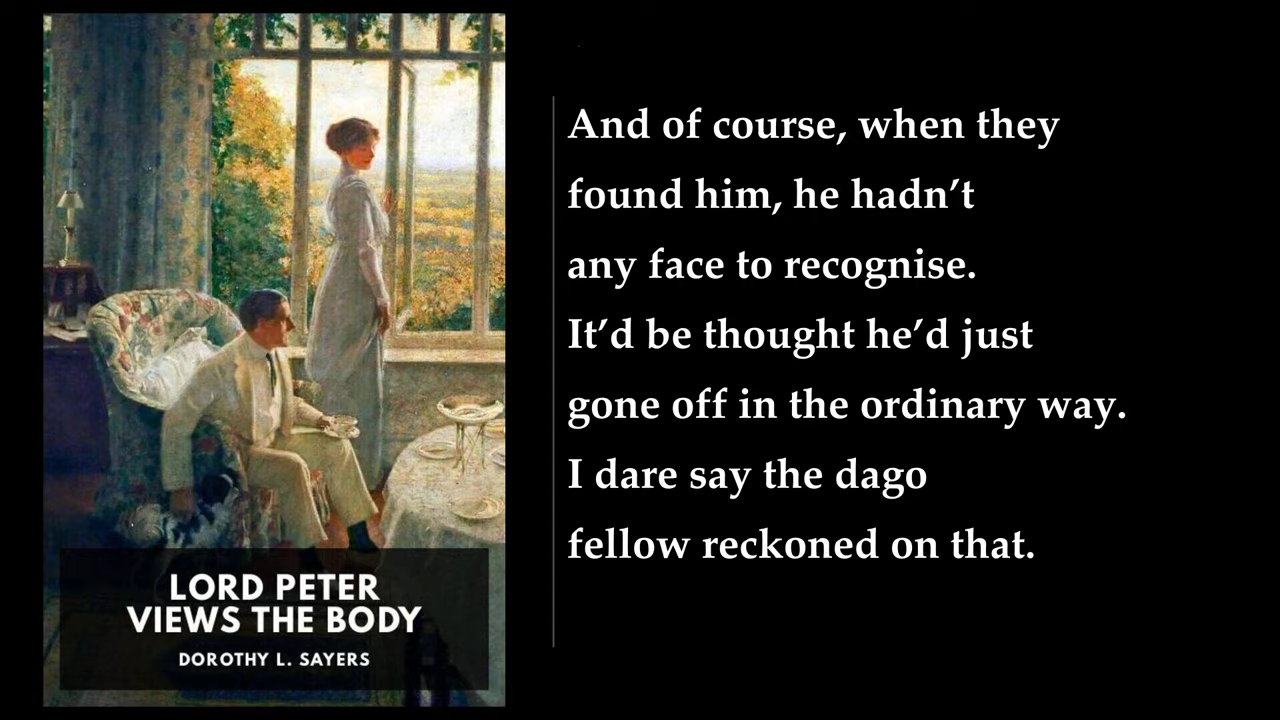 And of course, when they
found him, he hadn’t
any face to recognise.
It’d be thought he’d just
gone off in the ordinary way.
I dare say the dago
fellow reckoned on that.
LORD PETER
VIEWS THE BODY
DOROTHY L. SAYERS